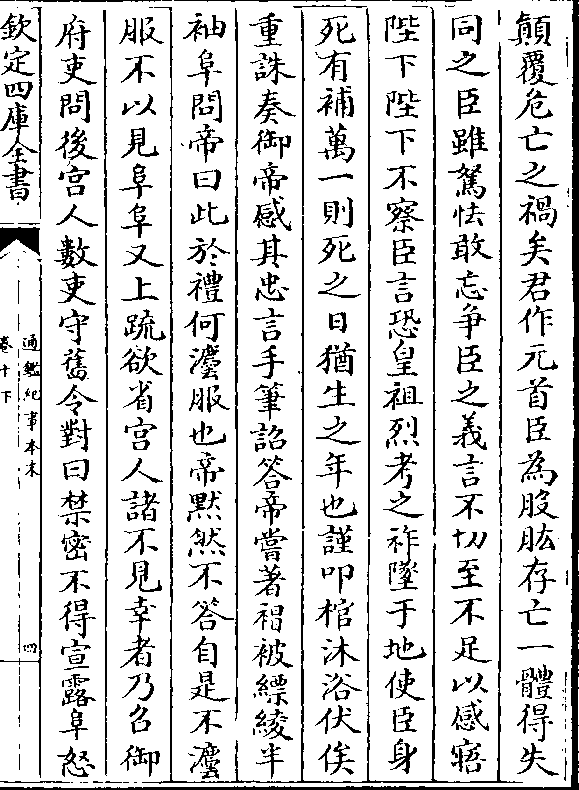 顛覆危亡之禍矣君作元首臣為股肱存亡一體得失
同之臣雖駑怯敢忘爭臣之義言不切至不足以感寤
陛下陛下不察臣言恐皇祖烈考之祚墜于地使臣身
死有補萬一則死之日猶生之年也謹叩棺沐浴伏俟
重誅奏御帝感其忠言手筆詔答帝嘗著褶被縹綾半
袖阜問帝曰此於禮何灋服也帝默然不答自是不灋
服不以見阜阜又上疏欲省宫人諸不見幸者乃召御
府吏問後宫人數吏守舊令對曰禁密不得宣露阜怒
欽定四庫全書
通鑑紀事本末
卷十下
四